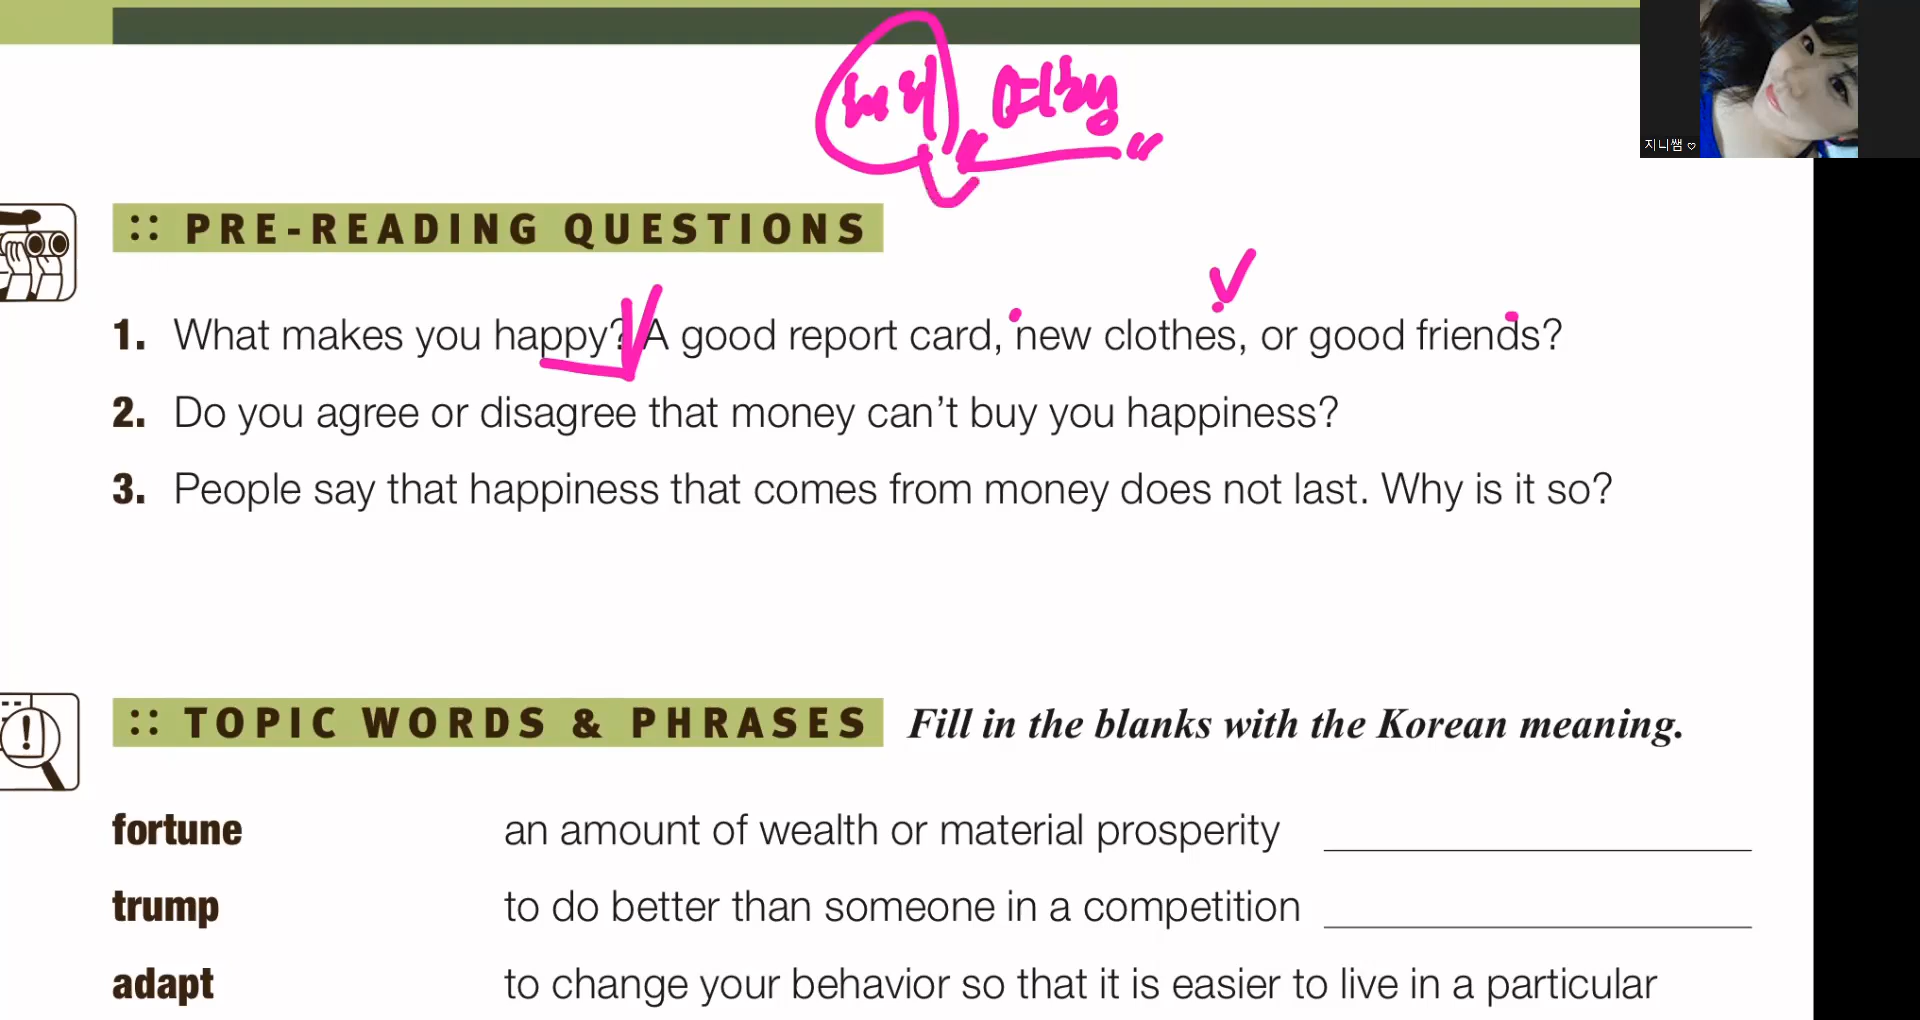 해외 여행
지니쌤 ♡
:: PRE-READING QUESTIONS
1. What makes you happy? A good report card, new clothes, or good friends?
2. Do you agree or disagree that money can’t buy you happiness?
3. People say that happiness that comes from money does not last. Why is it so?
:: TOPIC WORDS & PHRASES Fill in the blanks with the Korean meaning.
fortune an amount of wealth or material prosperity
trump to do better than someone in a competition
adapt to change your behavior so that it is easier to live in a particular